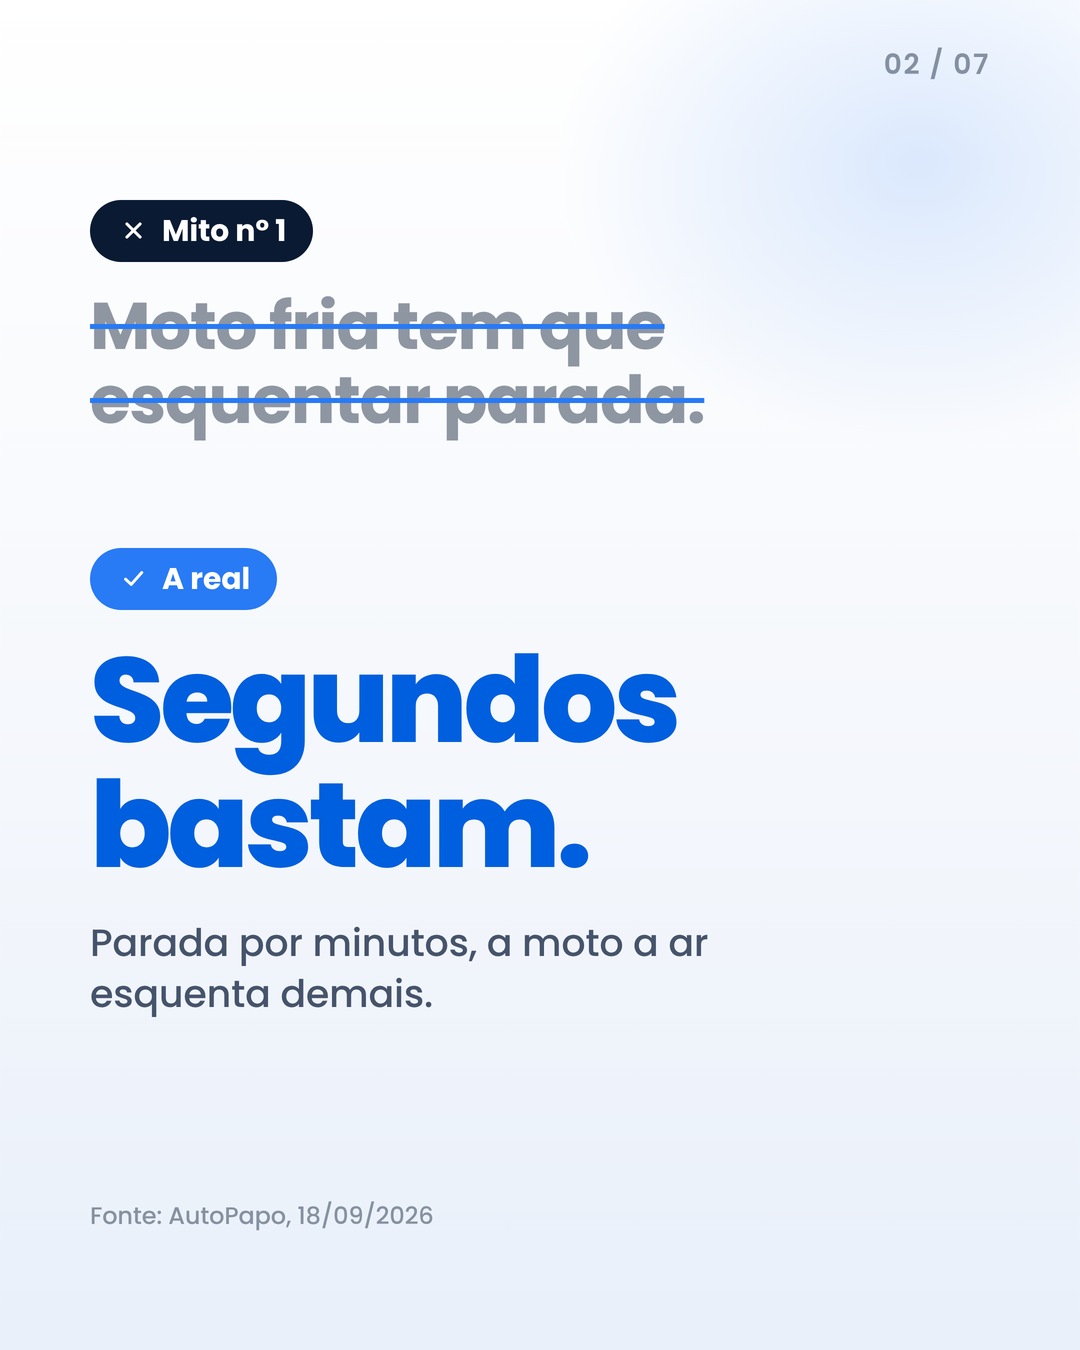 02 / 07
Mito nº 1
Moto fria tem que
esquentar parada.
A real
Segundos
bastam.
Parada por minutos, a moto a ar
esquenta demais.
Fonte: AutoPapo, 18/09/2026